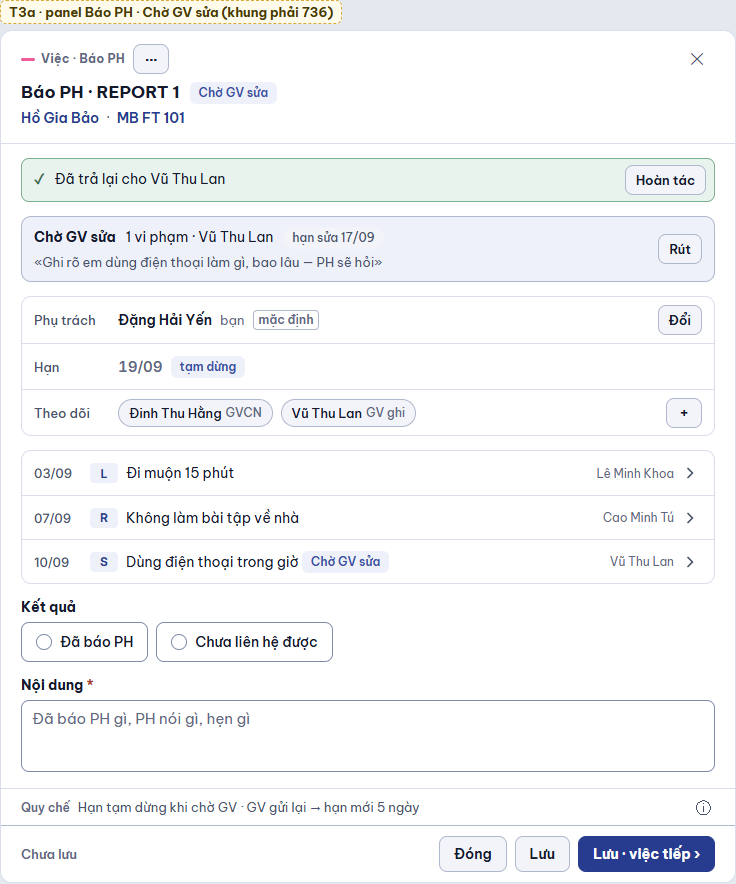 T3a · panel Báo PH · Chờ GV sửa (khung phải 736)
Việc · Báo PH ...
Báo PH · REPORT 1 Chờ GV sửa
Hồ Gia Bảo · MB FT 101
✓ Đã trả lại cho Vũ Thu Lan Hoàn tác
Chờ GV sửa 1 vi phạm · Vũ Thu Lan hạn sửa 17/09
«Ghi rõ em dùng điện thoại làm gì, bao lâu — PH sẽ hỏi»
Rút
Phụ trách Đặng Hải Yến bạn mặc định Đổi
Hạn 19/09 tạm dừng
Theo dõi Đinh Thu Hằng GVCN Vũ Thu Lan GV ghi +
03/09 L Đi muộn 15 phút Lê Minh Khoa
07/09 R Không làm bài tập về nhà Cao Minh Tú
10/09 S Dùng điện thoại trong giờ Chờ GV sửa Vũ Thu Lan
Kết quả
Đã báo PH Chưa liên hệ được
Nội dung *
Đã báo PH gì, PH nói gì, hẹn gì
Quy chế Hạn tạm dừng khi chờ GV · GV gửi lại → hạn mới 5 ngày
Chưa lưu Đóng Lưu Lưu · việc tiếp ›